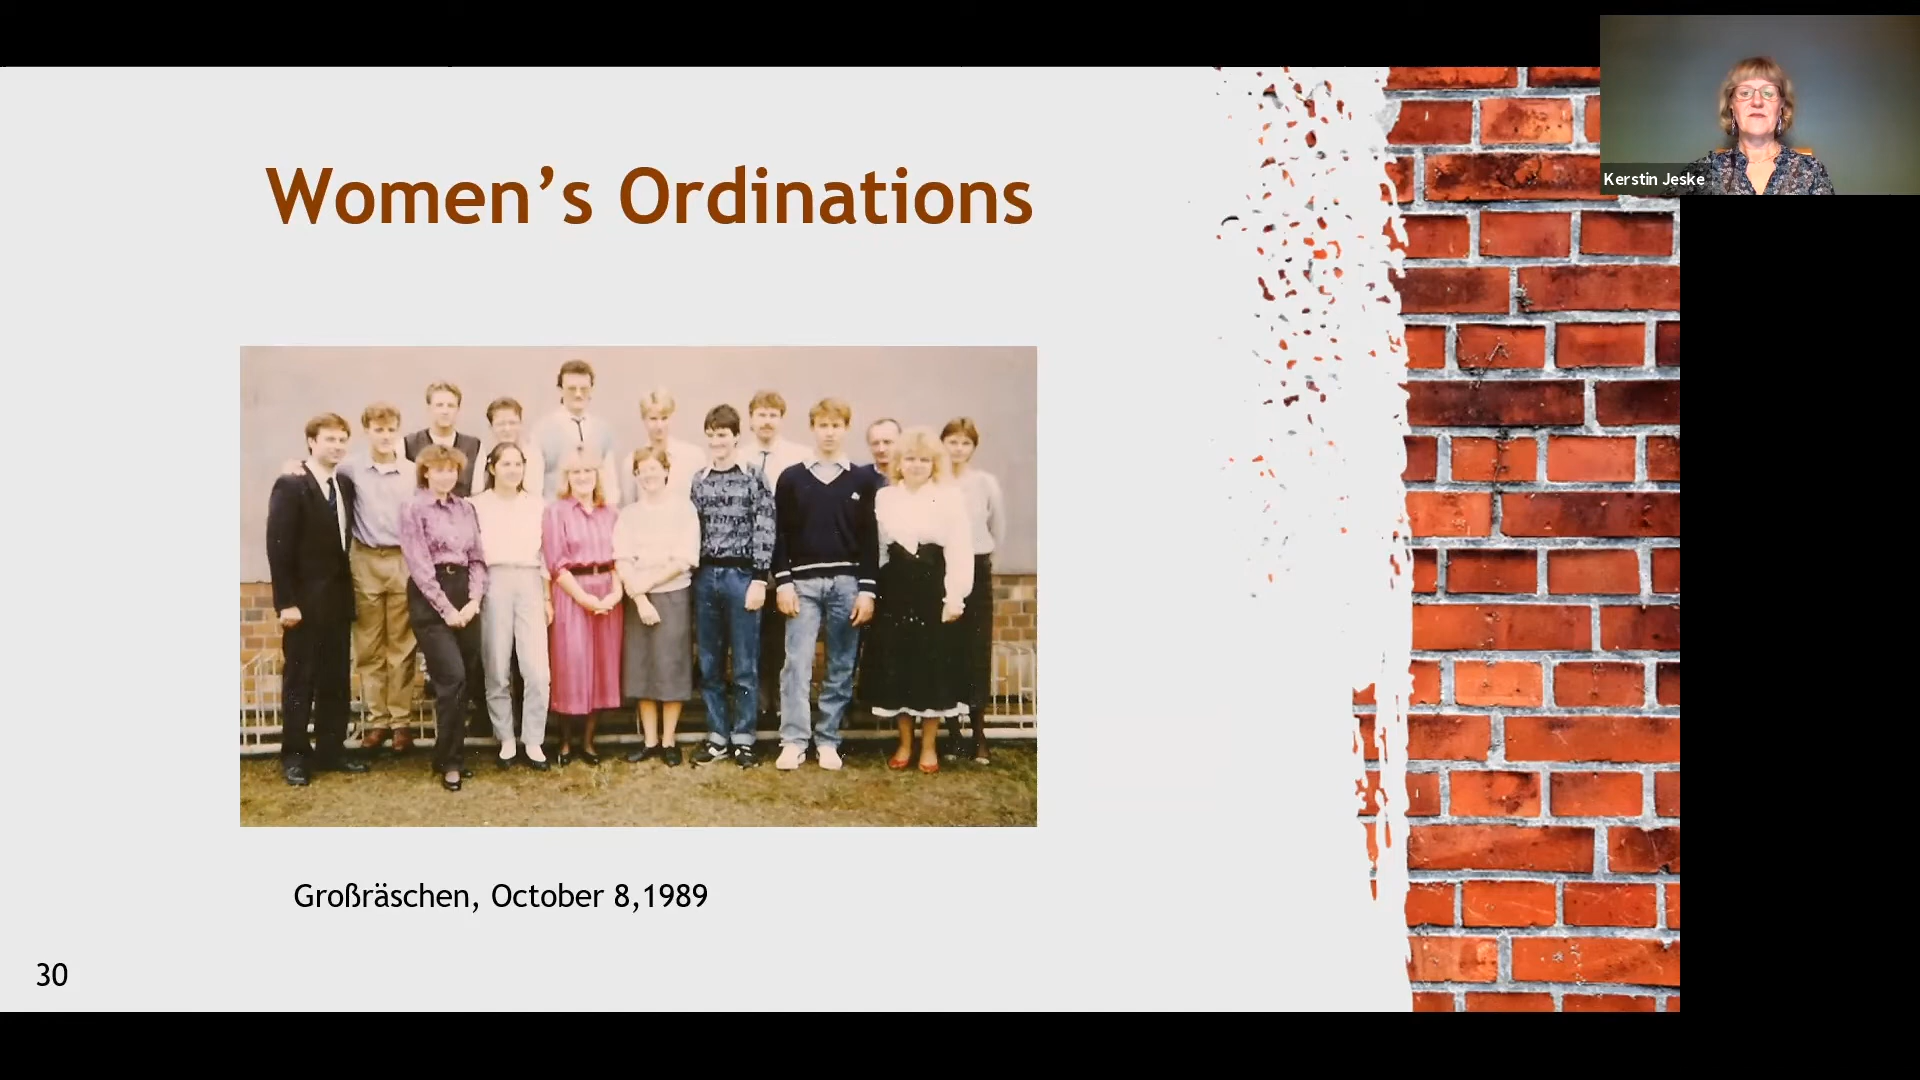 Women’s Ordinations
Kerstin Jeske
Großräschen, October 8,1989
30